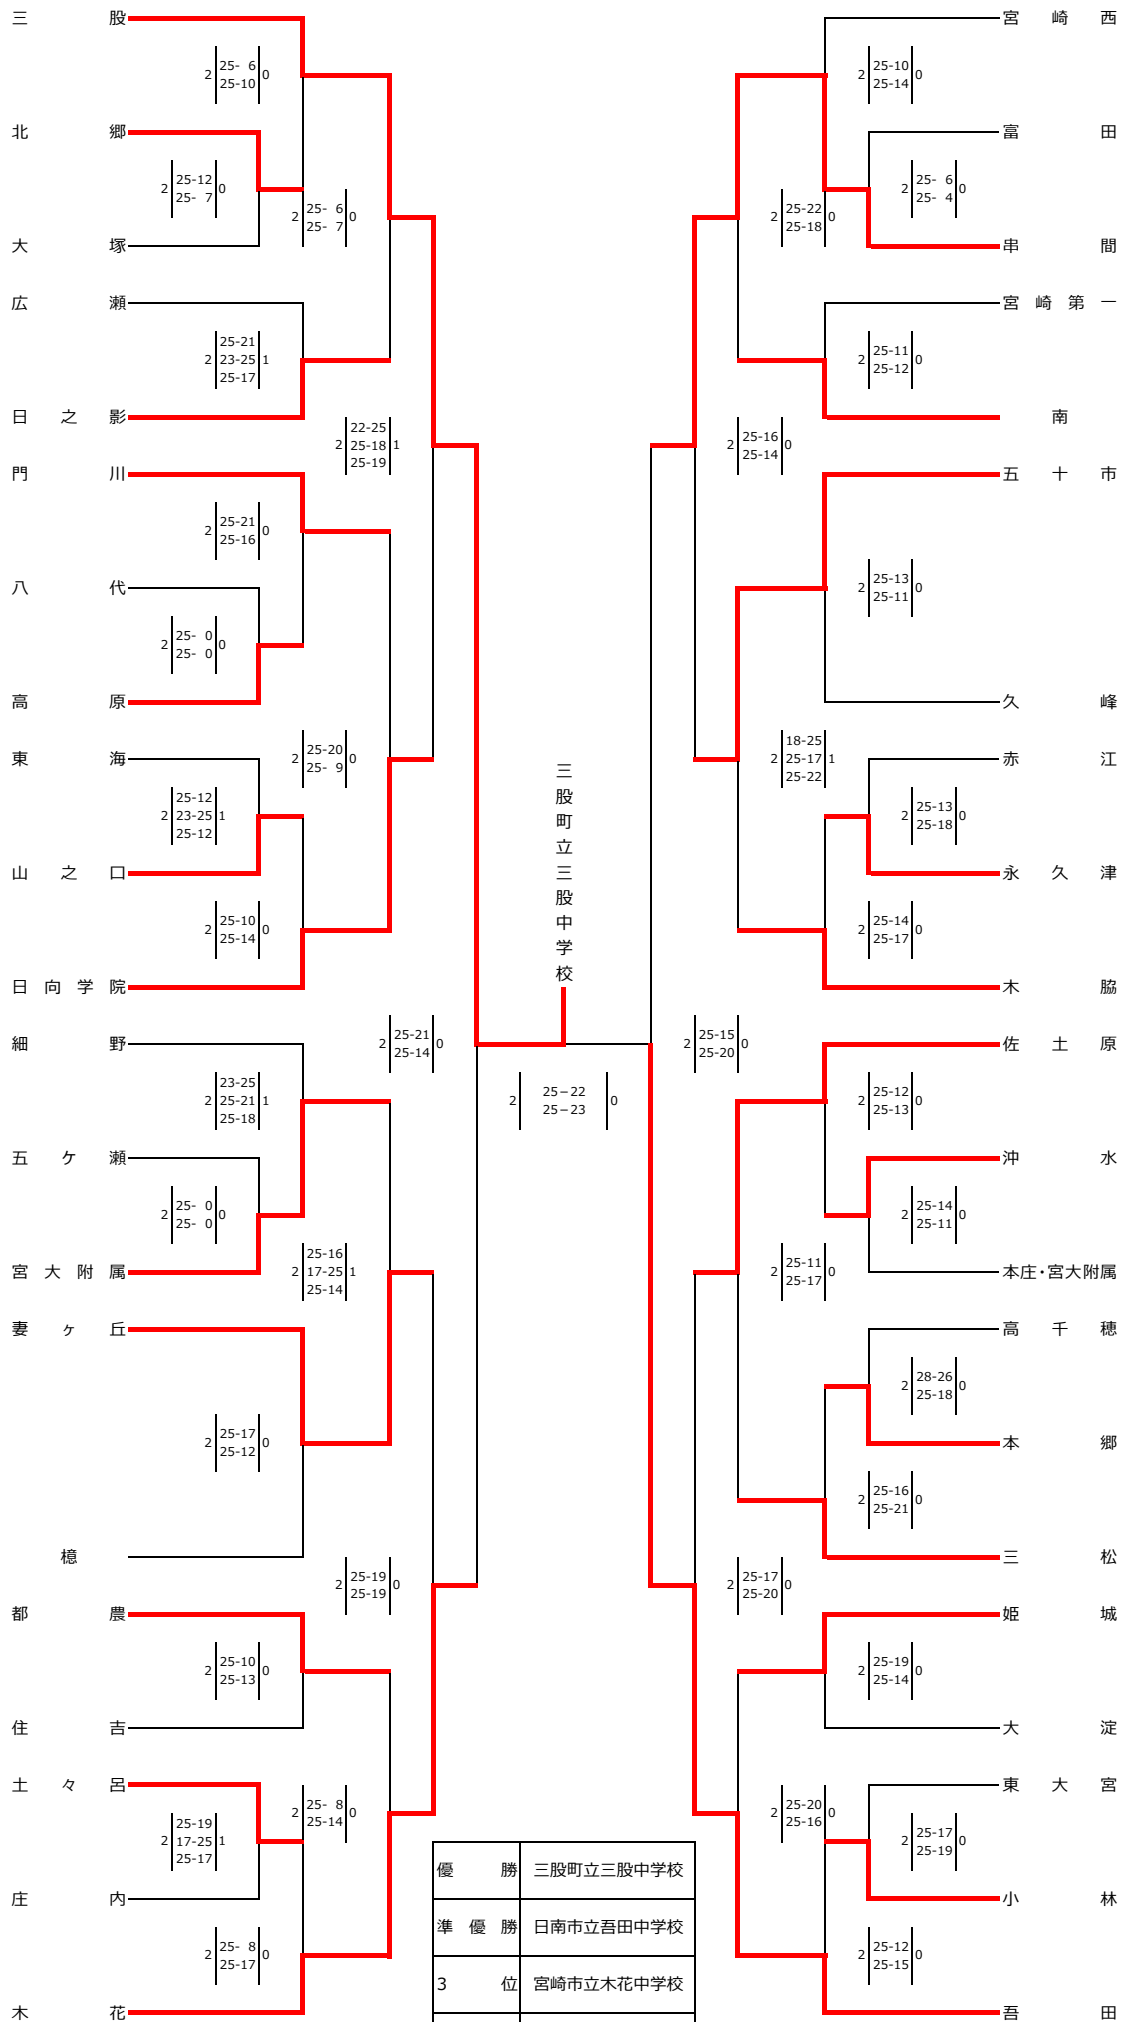 三股
宮崎西
2 25- 6 0
25-10
2 25-10 0
25-14
北郷
富田
2 25-12 0
25- 7
2 25- 6 0
25- 4
2 25- 6 0
25- 7
2 25-22 0
25-18
大塚
串間
広瀬
宮崎第一
2 25-21
23-25 1
25-17
2 25-11 0
25-12
日之影
南
2 22-25
25-18 1
25-19
2 25-16 0
25-14
門川
五十市
2 25-21 0
25-16
八代
2 25-13 0
25-11
2 25- 0 0
25- 0
高原
久峰
東海
赤江
2 25-20 0
25- 9
2 18-25
25-17 1
25-22
2 25-12
23-25 1
25-12
2 25-13 0
25-18
山之口
永久津
2 25-10 0
25-14
2 25-14 0
25-17
三股町立三股中学校
日向学院
木脇
細野
佐土原
2 25-21 0
25-14
2 25-15 0
25-20
2 23-25
25-21 1
25-18
2 25-22 0
25-23
2 25-12 0
25-13
五ケ瀬
沖水
2 25- 0 0
25- 0
2 25-14 0
25-11
宮大附属
本庄・宮大附属
2 25-16
17-25 1
25-14
2 25-11 0
25-17
妻ヶ丘
高千穂
2 28-26 0
25-18
2 25-17 0
25-12
本郷
2 25-16 0
25-21
檍
三松
2 25-19 0
25-19
2 25-17 0
25-20
都農
姫城
2 25-10 0
25-13
2 25-19 0
25-14
住吉
大淀
土々呂
東大宮
2 25- 8 0
25-14
2 25-20 0
25-16
2 25-19
17-25 1
25-17
2 25-17 0
25-19
優勝 三股町立三股中学校
庄内
小林
準優勝 日南市立吾田中学校
2 25- 8 0
25-17
2 25-12 0
25-15
3位 宮崎市立木花中学校
木花
吾田